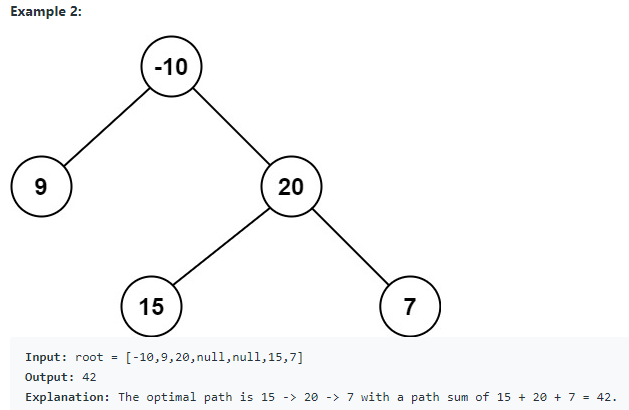 Example 2:
-10
9
20
15
7
Input: root = [-10,9,20,null,null,15,7]
Output: 42
Explanation: The optimal path is 15 -> 20 -> 7 with a path sum of 15 + 20 + 7 = 42.